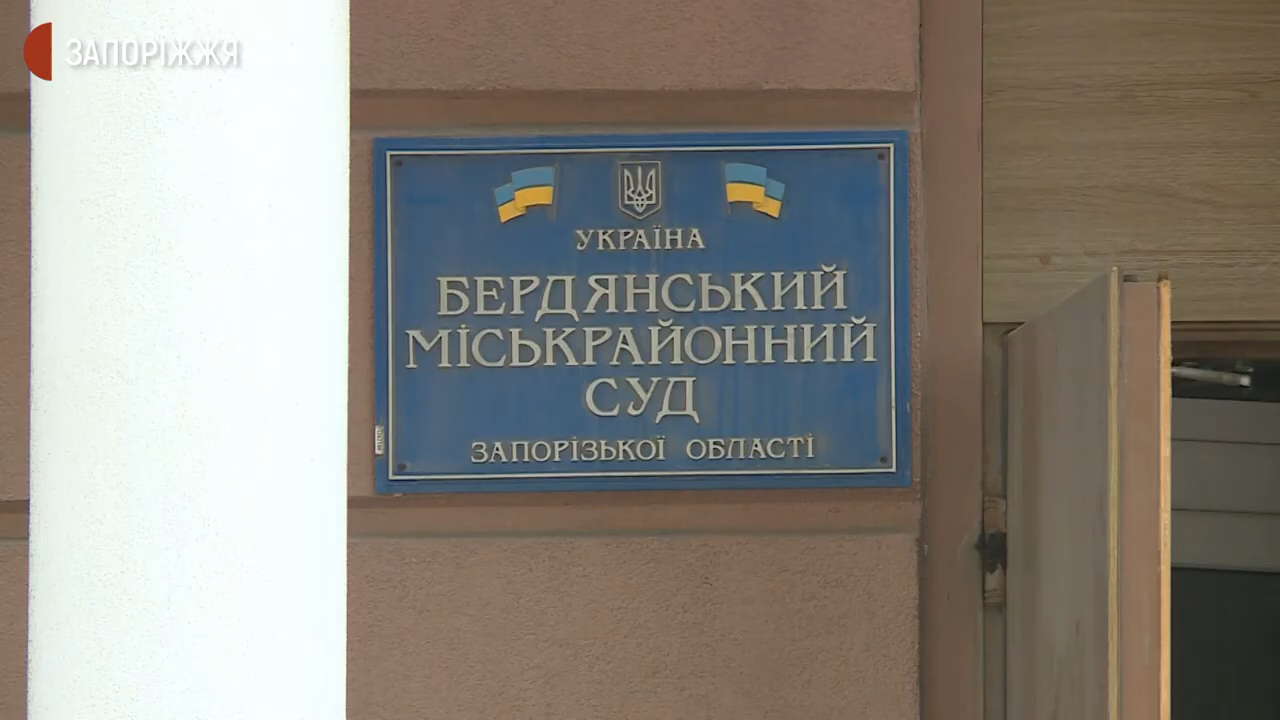 ЗАПОРІЖЖЯ
УКРАЇНА
БЕРДЯНСЬКИЙ
МІСЬКРАЙОННИЙ
СУД
ЗАПОРІЗЬКОЇ ОБЛАСТІ